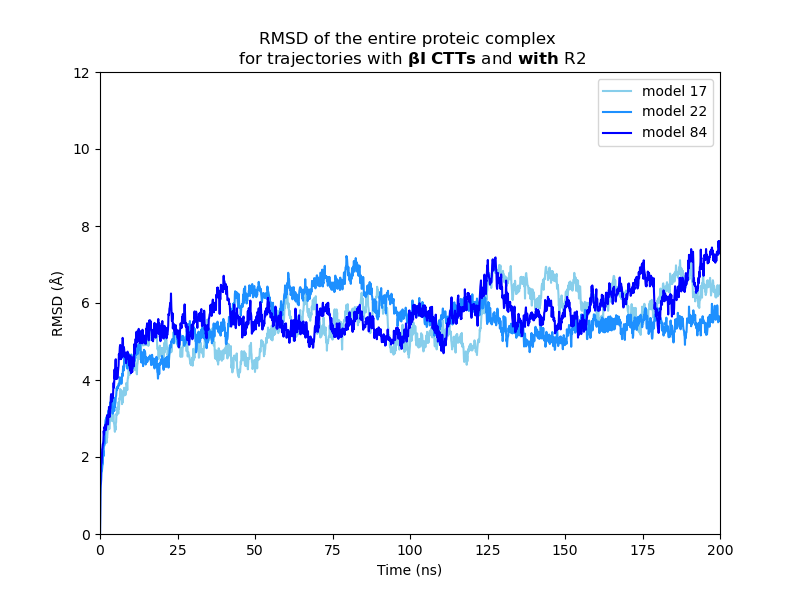 RMSD of the entire proteic complex
for trajectories with βI CTTs and with R2
model 17
model 22
model 84
RMSD (Å)
12
10
8
6
4
2
0
0 25 50 75 100 125 150 175 200
Time (ns)